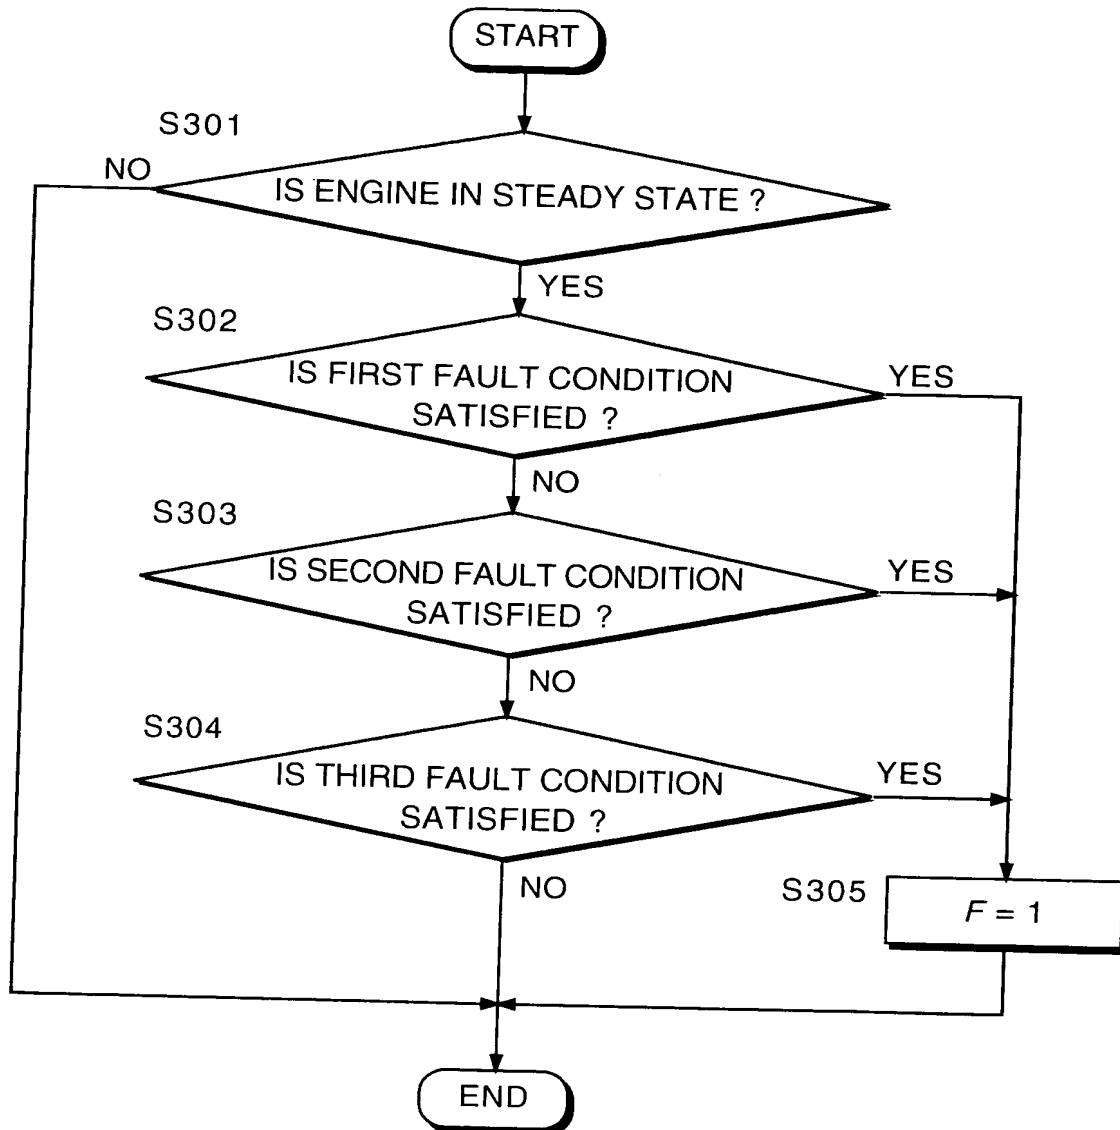 START
S301
NO
IS ENGINE IN STEADY STATE ?
YES
S302
IS FIRST FAULT CONDITION
SATISFIED ?
YES
NO
S303
IS SECOND FAULT CONDITION
SATISFIED ?
YES
NO
S304
IS THIRD FAULT CONDITION
SATISFIED ?
YES
NO
S305
F = 1
END